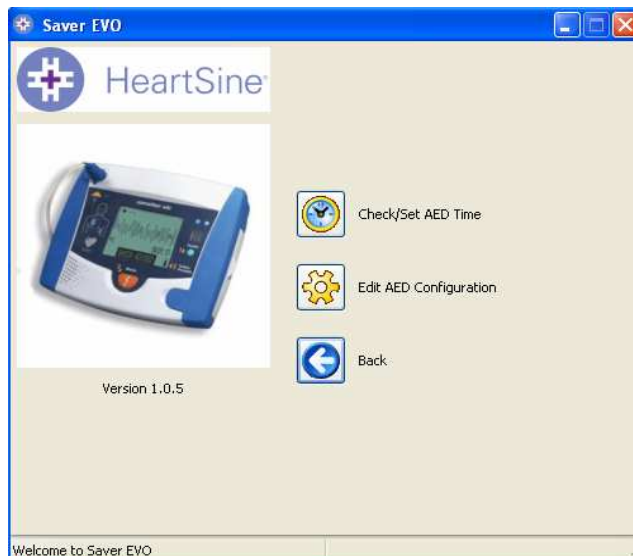 Saver EVO
HeartSine®
Check/Set AED Time
Edit AED Configuration
Back
Version 1.0.5
Welcome to Saver EVO